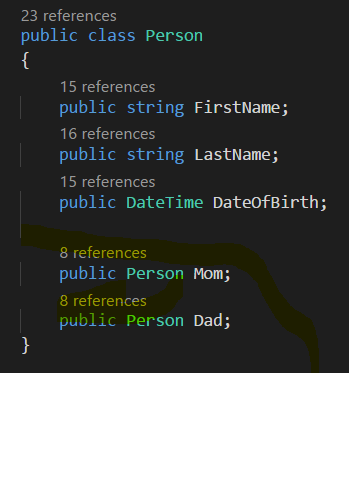 23 references
public class Person
{
15 references
public string FirstName;
16 references
public string LastName;
15 references
public DateTime DateOfBirth;
8 references
public Person Mom;
8 references
public Person Dad;
}